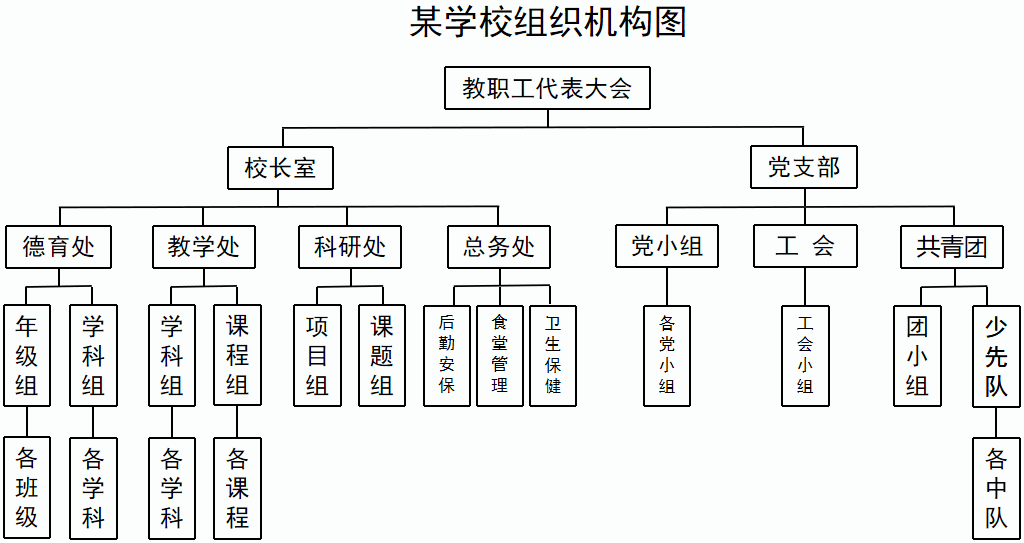 某学校组织机构图
教职工代表大会
校长室
党支部
德育处
教学处
科研处
总务处
党小组
工 会
共青团
年级组
学科组
学科组
课程组
项目组
课题组
后勤安保
食堂管理
卫生保健
各党小组
工会小组
团小组
少先队
各班级
各学科
各学科
各课程
各中队